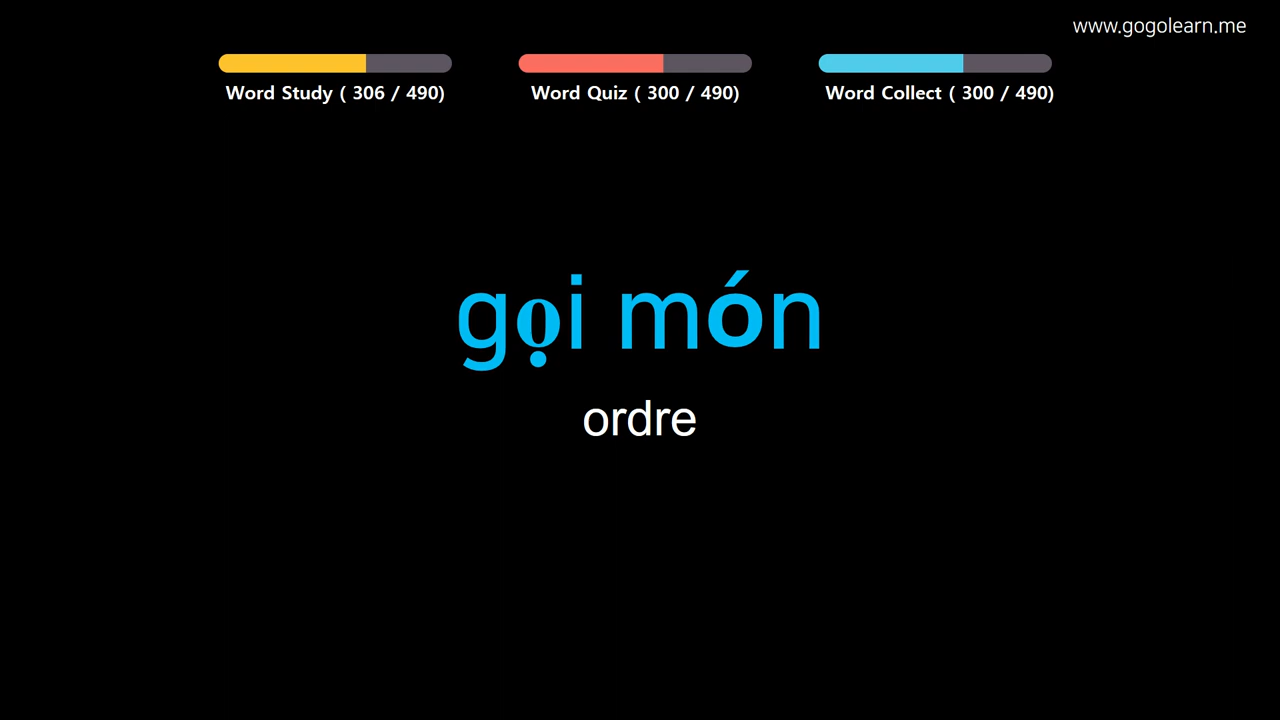 www.gogolearn.me
Word Study ( 306 / 490)
Word Quiz ( 300 / 490)
Word Collect ( 300 / 490)
gọi món
ordre